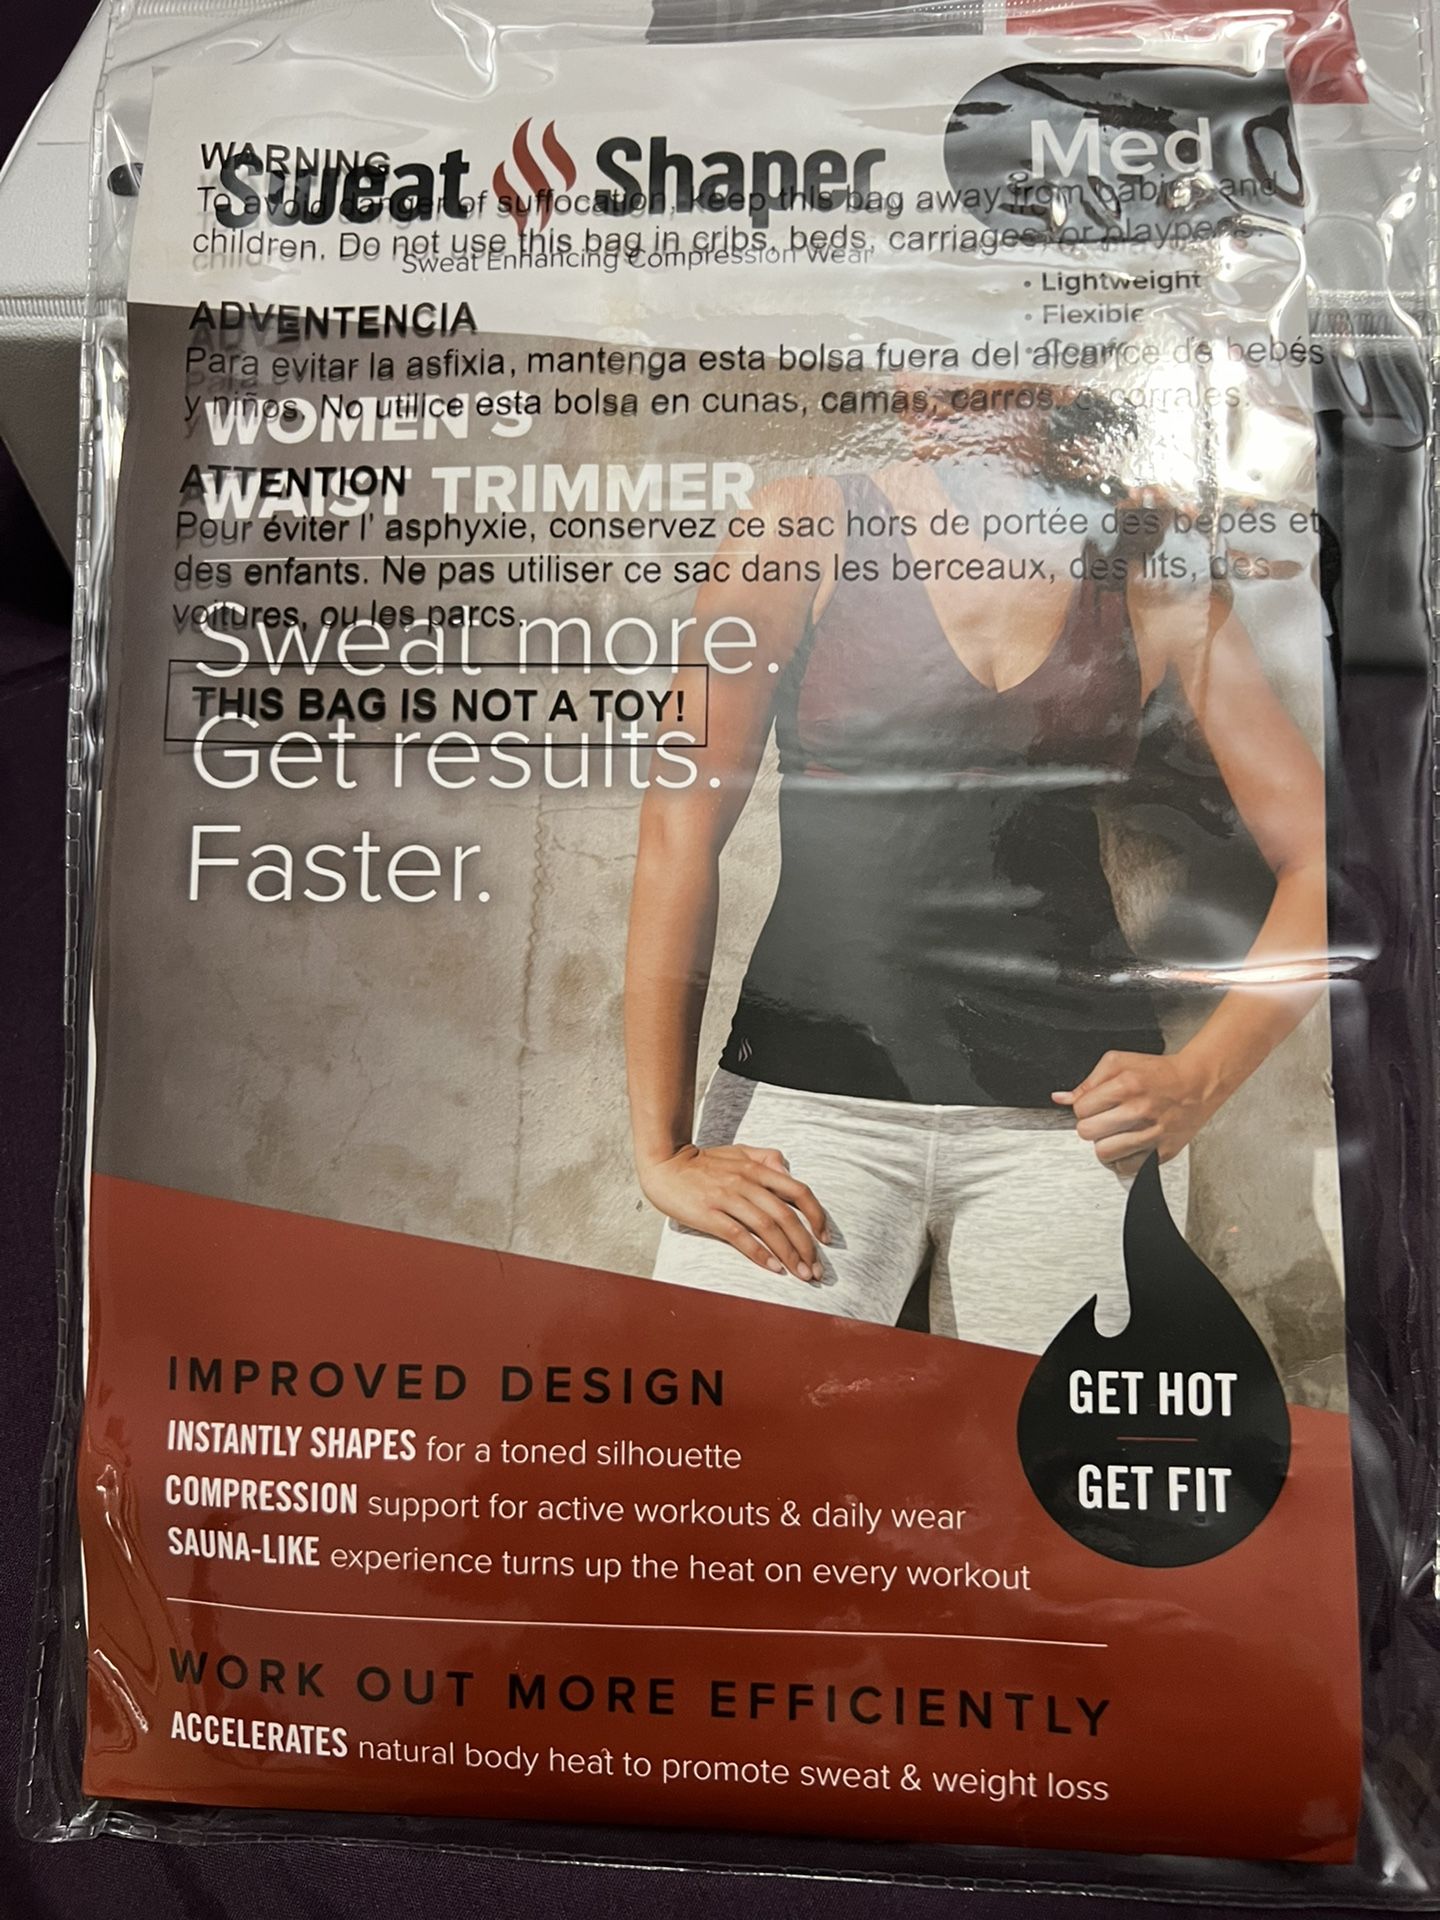 Sweat Shaper
Med
Sweat Enhancing Compression Wear
• Lightweight
• Flexible
WARNING
To avoid danger of suffocation, keep this bag away from babies and
children. Do not use this bag in cribs, beds, carriages, or playpens.
ADVENTENCIA
Para evitar la asfixia, mantenga esta bolsa fuera del alcance de bebés
y niños. No utilice esta bolsa en cunas, camas, carros, o corrales.
ATTENTION
Pour éviter l' asphyxie, conservez ce sac hors de portée des bébés et
des enfants. Ne pas utiliser ce sac dans les berceaux, des lits, des
voitures, ou les parcs.
THIS BAG IS NOT A TOY!
WOMEN'S
WAIST TRIMMER
Sweat more.
Get results.
Faster.
IMPROVED DESIGN
INSTANTLY SHAPES for a toned silhouette
COMPRESSION support for active workouts & daily wear
SAUNA-LIKE experience turns up the heat on every workout
GET HOT
GET FIT
WORK OUT MORE EFFICIENTLY
ACCELERATES natural body heat to promote sweat & weight loss